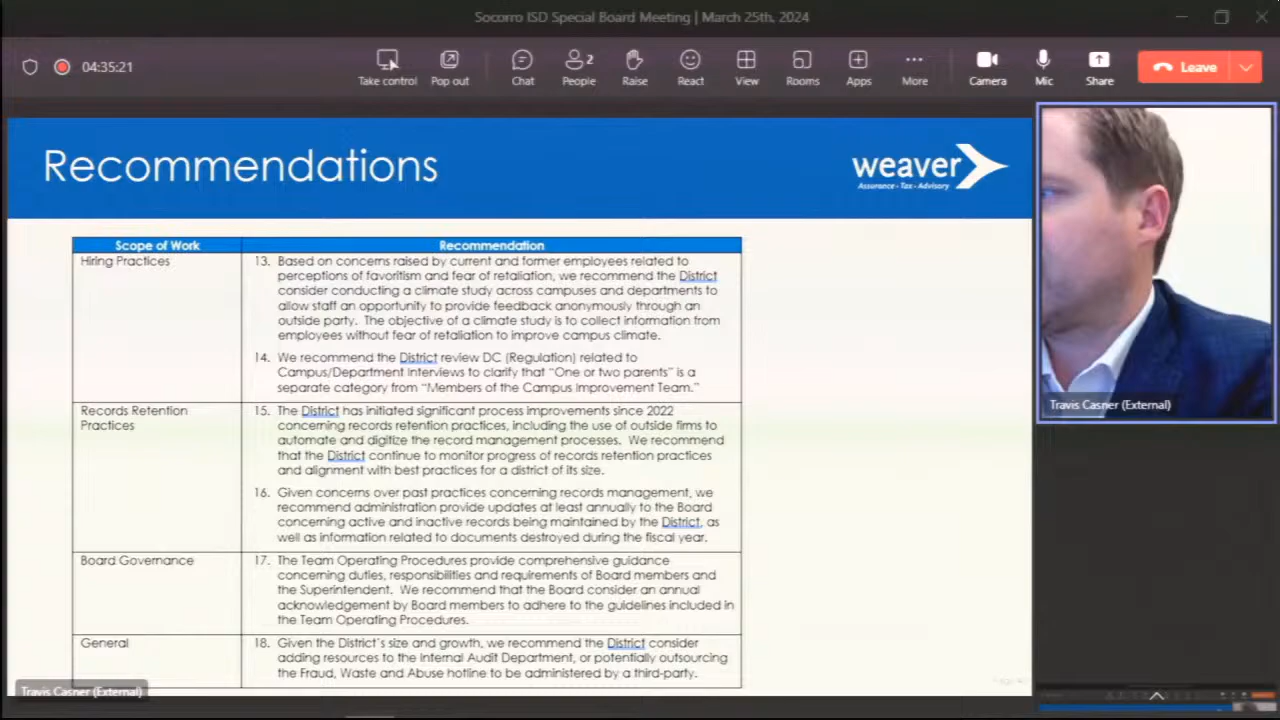 Socorro ISD Special Board Meeting | March 25th, 2024
04:35:21
Take control
Pop out
Chat
2
People
Raise
React
View
Rooms
Apps
More
Camera
Mic
Share
Leave
Recommendations
weaver
Assurance • Tax • Advisory
Scope of Work
Recommendation
Hiring Practices
13. Based on concerns raised by current and former employees related to
perceptions of favoritism and fear of retaliation, we recommend the District
consider conducting a climate study across campuses and departments to
allow staff an opportunity to provide feedback anonymously through an
outside party. The objective of a climate study is to collect information from
employees without fear of retaliation to improve campus climate.
14. We recommend the District review DC (Regulation) related to
Campus/Department Interviews to clarify that “One or two parents” is a
separate category from “Members of the Campus Improvement Team.”
Records Retention
Practices
15. The District has initiated significant process improvements since 2022
concerning records retention practices, including the use of outside firms to
automate and digitize the record management processes. We recommend
that the District continue to monitor progress of records retention practices
and alignment with best practices for a district of its size.
16. Given concerns over past practices concerning records management, we
recommend administration provide updates at least annually to the Board
concerning active and inactive records being maintained by the District, as
well as information related to documents destroyed during the fiscal year.
Board Governance
17. The Team Operating Procedures provide comprehensive guidance
concerning duties, responsibilities and requirements of Board members and
the Superintendent. We recommend that the Board consider an annual
acknowledgement by Board members to adhere to the guidelines included in
the Team Operating Procedures.
General
18. Given the District’s size and growth, we recommend the District consider
adding resources to the Internal Audit Department, or potentially outsourcing
the Fraud, Waste and Abuse hotline to be administered by a third-party.
Travis Casner (External)
Travis Casner (External)